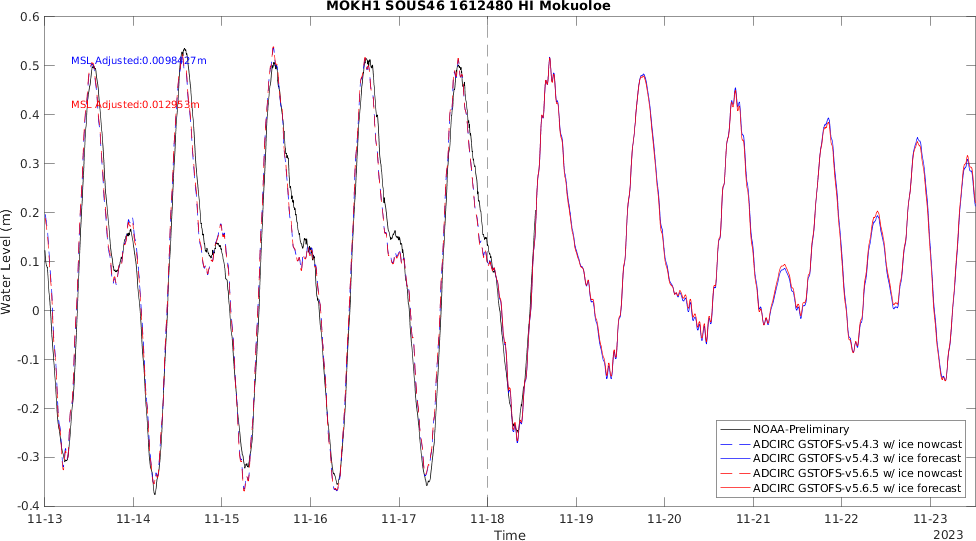 MOKH1 SOUS46 1612480 HI Mokuoloe
MSL Adjusted:0.0098427m
MSL Adjusted:0.012953m
Water Level (m)
0.6
0.5
0.4
0.3
0.2
0.1
0
-0.1
-0.2
-0.3
-0.4
NOAA-Preliminary
ADCIRC GSTOFS-v5.4.3 w/ ice nowcast
ADCIRC GSTOFS-v5.4.3 w/ ice forecast
ADCIRC GSTOFS-v5.6.5 w/ ice nowcast
ADCIRC GSTOFS-v5.6.5 w/ ice forecast
11-13 11-14 11-15 11-16 11-17 11-18 11-19 11-20 11-21 11-22 11-23
Time
2023